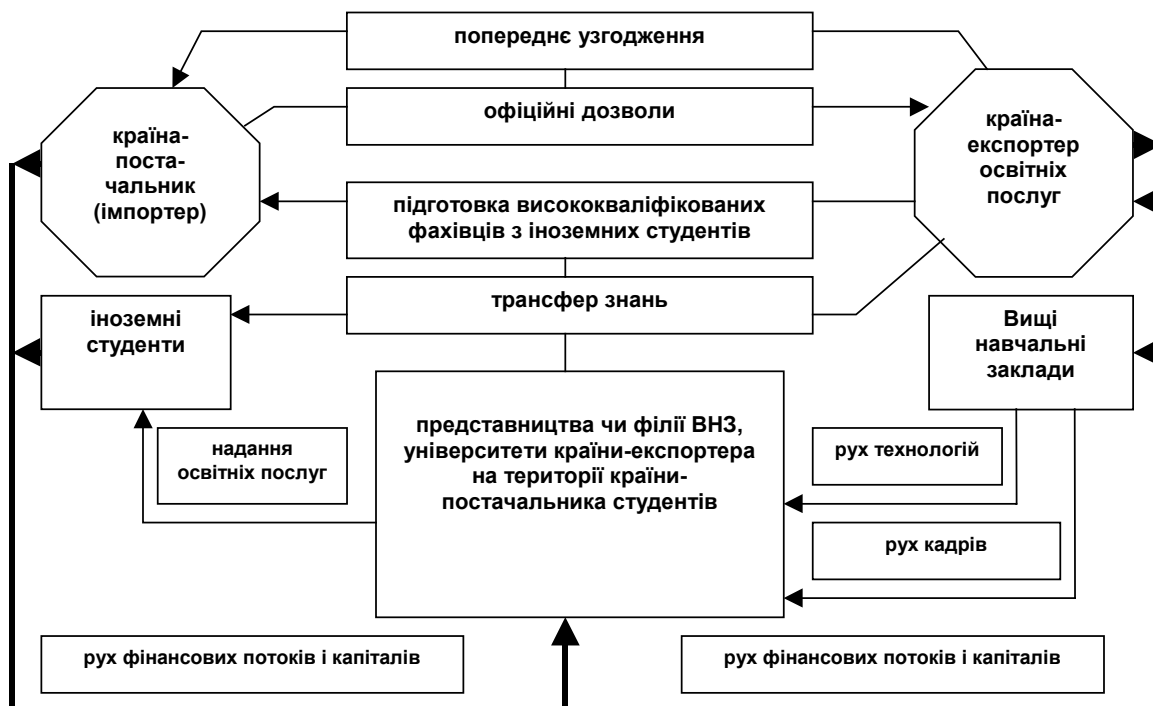 попереднє узгодження
офіційні дозволи
країна-
поста-
чальник
(імпортер)
країна-
експортер
освітніх
послуг
підготовка висококваліфікованих
фахівців з іноземних студентів
трансфер знань
іноземні
студенти
Вищі
навчальні
заклади
представництва чи філії ВНЗ,
університети країни-експортера
на території країни-
постачальника студентів
надання
освітніх послуг
рух технологій
рух кадрів
рух фінансових потоків і капіталів
рух фінансових потоків і капіталів